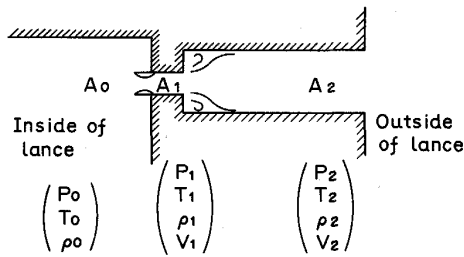 A0 A1 A2
Inside of lance
Outside of lance
P0
T0
ρ0
P1
T1
ρ1
V1
P2
T2
ρ2
V2